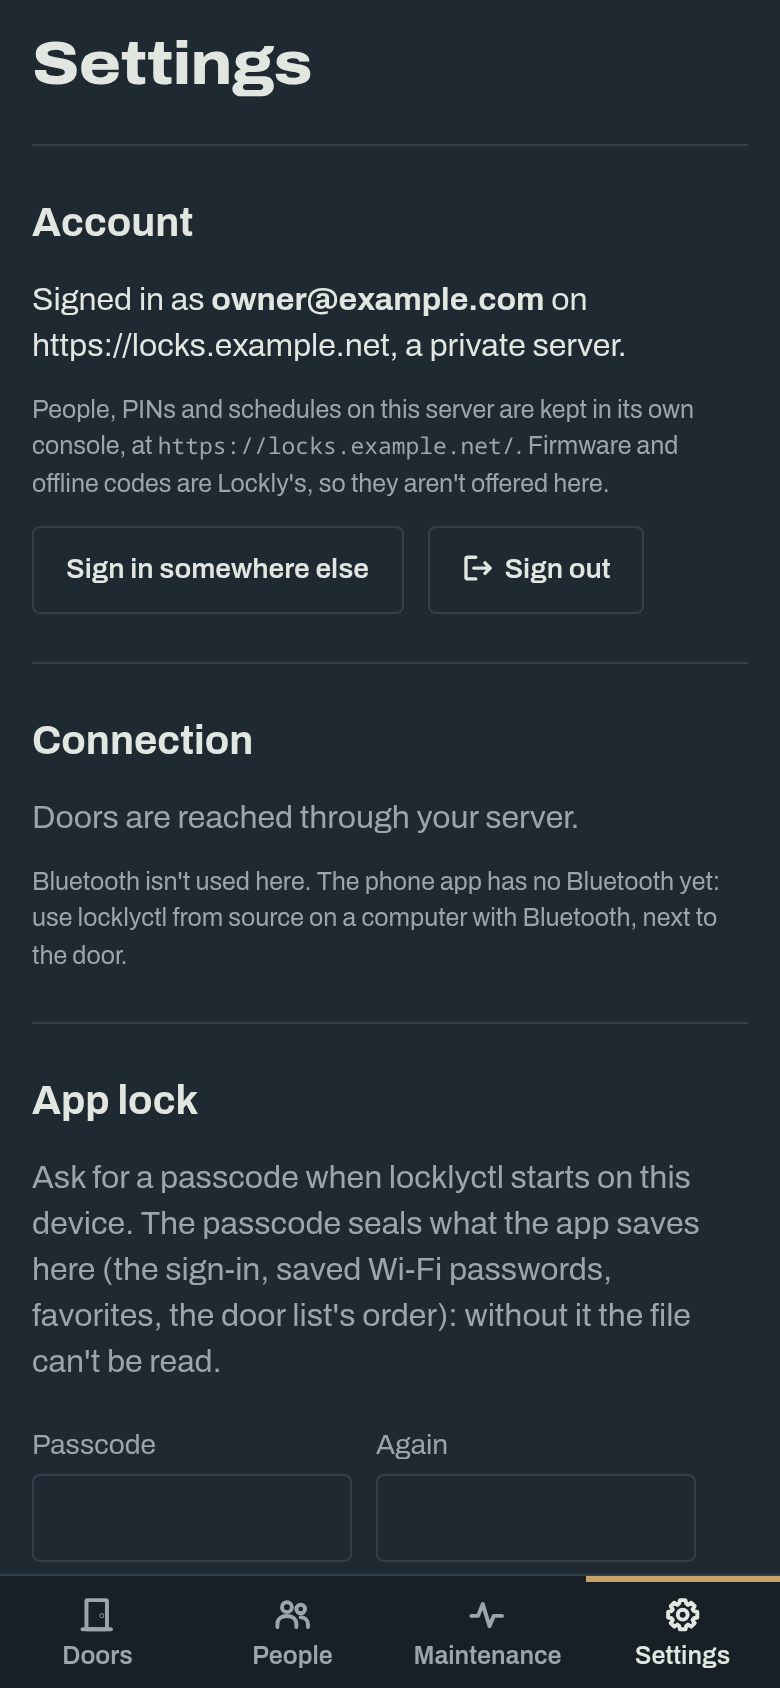 Settings
Account
Signed in as owner@example.com on
https://locks.example.net, a private server.
People, PINs and schedules on this server are kept in its own
console, at https://locks.example.net/. Firmware and
offline codes are Lockly's, so they aren't offered here.
Sign in somewhere else
Sign out
Connection
Doors are reached through your server.
Bluetooth isn't used here. The phone app has no Bluetooth yet:
use locklyctl from source on a computer with Bluetooth, next to
the door.
App lock
Ask for a passcode when locklyctl starts on this
device. The passcode seals what the app saves
here (the sign-in, saved Wi-Fi passwords,
favorites, the door list's order): without it the file
can't be read.
Passcode
Again
Doors
People
Maintenance
Settings